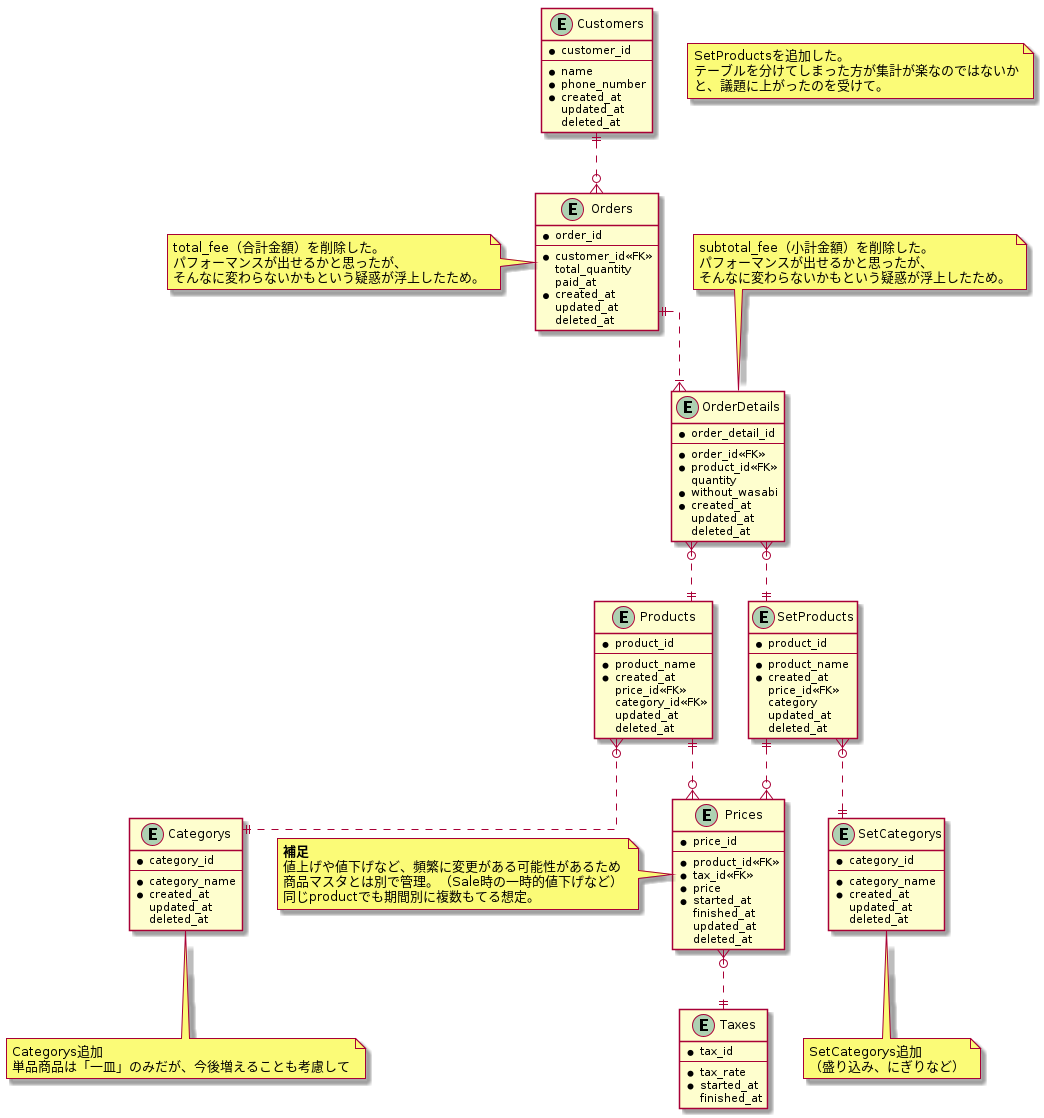 E Customers
customer_id
name
phone_number
created_at
updated_at
deleted_at
SetProductsを追加した。
テーブルを分けてしまった方が集計が楽なのではないか
と、議題に上がったのを受けて。
E Orders
order_id
customer_id«FK»
total_quantity
paid_at
created_at
updated_at
deleted_at
total_fee（合計金額）を削除した。
パフォーマンスが出せるかと思ったが、
そんなに変わらないかもという疑惑が浮上したため。
subtotal_fee（小計金額）を削除した。
パフォーマンスが出せるかと思ったが、
そんなに変わらないかもという疑惑が浮上したため。
E OrderDetails
order_detail_id
order_id«FK»
product_id«FK»
quantity
without_wasabi
created_at
updated_at
deleted_at
E Products
product_id
product_name
created_at
price_id«FK»
category_id«FK»
updated_at
deleted_at
E SetProducts
product_id
product_name
created_at
price_id«FK»
category
updated_at
deleted_at
E Categorys
category_id
category_name
created_at
updated_at
deleted_at
補足
値上げや値下げなど、頻繁に変更がある可能性があるため
商品マスタとは別で管理。（Sale時の一時的値下げなど）
同じproductでも期間別に複数もてる想定。
E Prices
price_id
product_id«FK»
tax_id«FK»
price
started_at
finished_at
updated_at
deleted_at
E SetCategorys
category_id
category_name
created_at
updated_at
deleted_at
Categorys追加
単品商品は「一皿」のみだが、今後増えることも考慮して
E Taxes
tax_id
tax_rate
started_at
finished_at
SetCategorys追加
（盛り込み、にぎりなど）